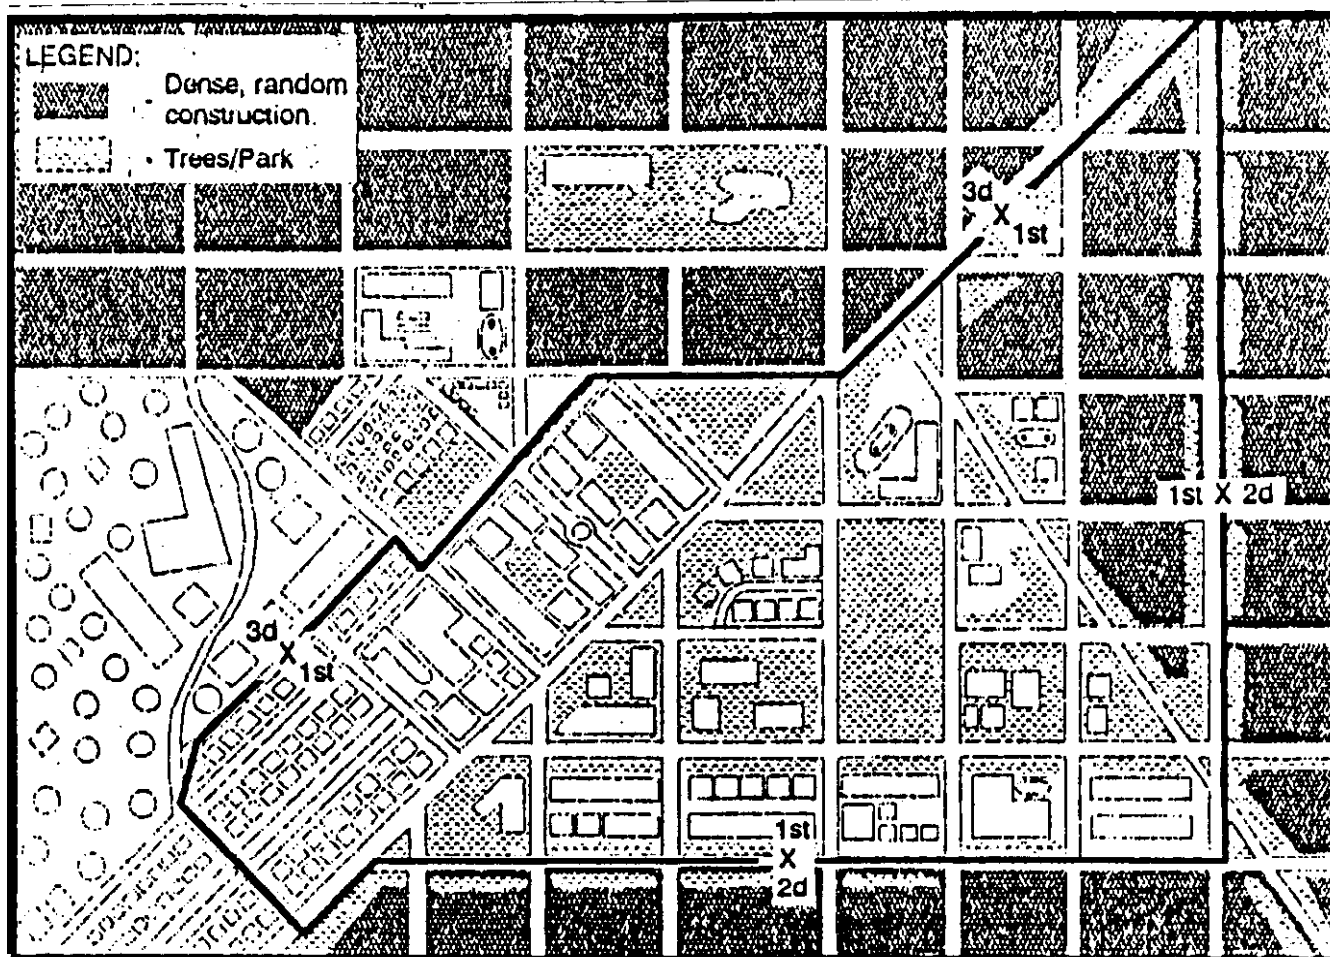 LEGEND:
Dense, random
construction.
Trees/Park
3d
X
1st
1st X 2d
3d
X
1st
1st
X
2d